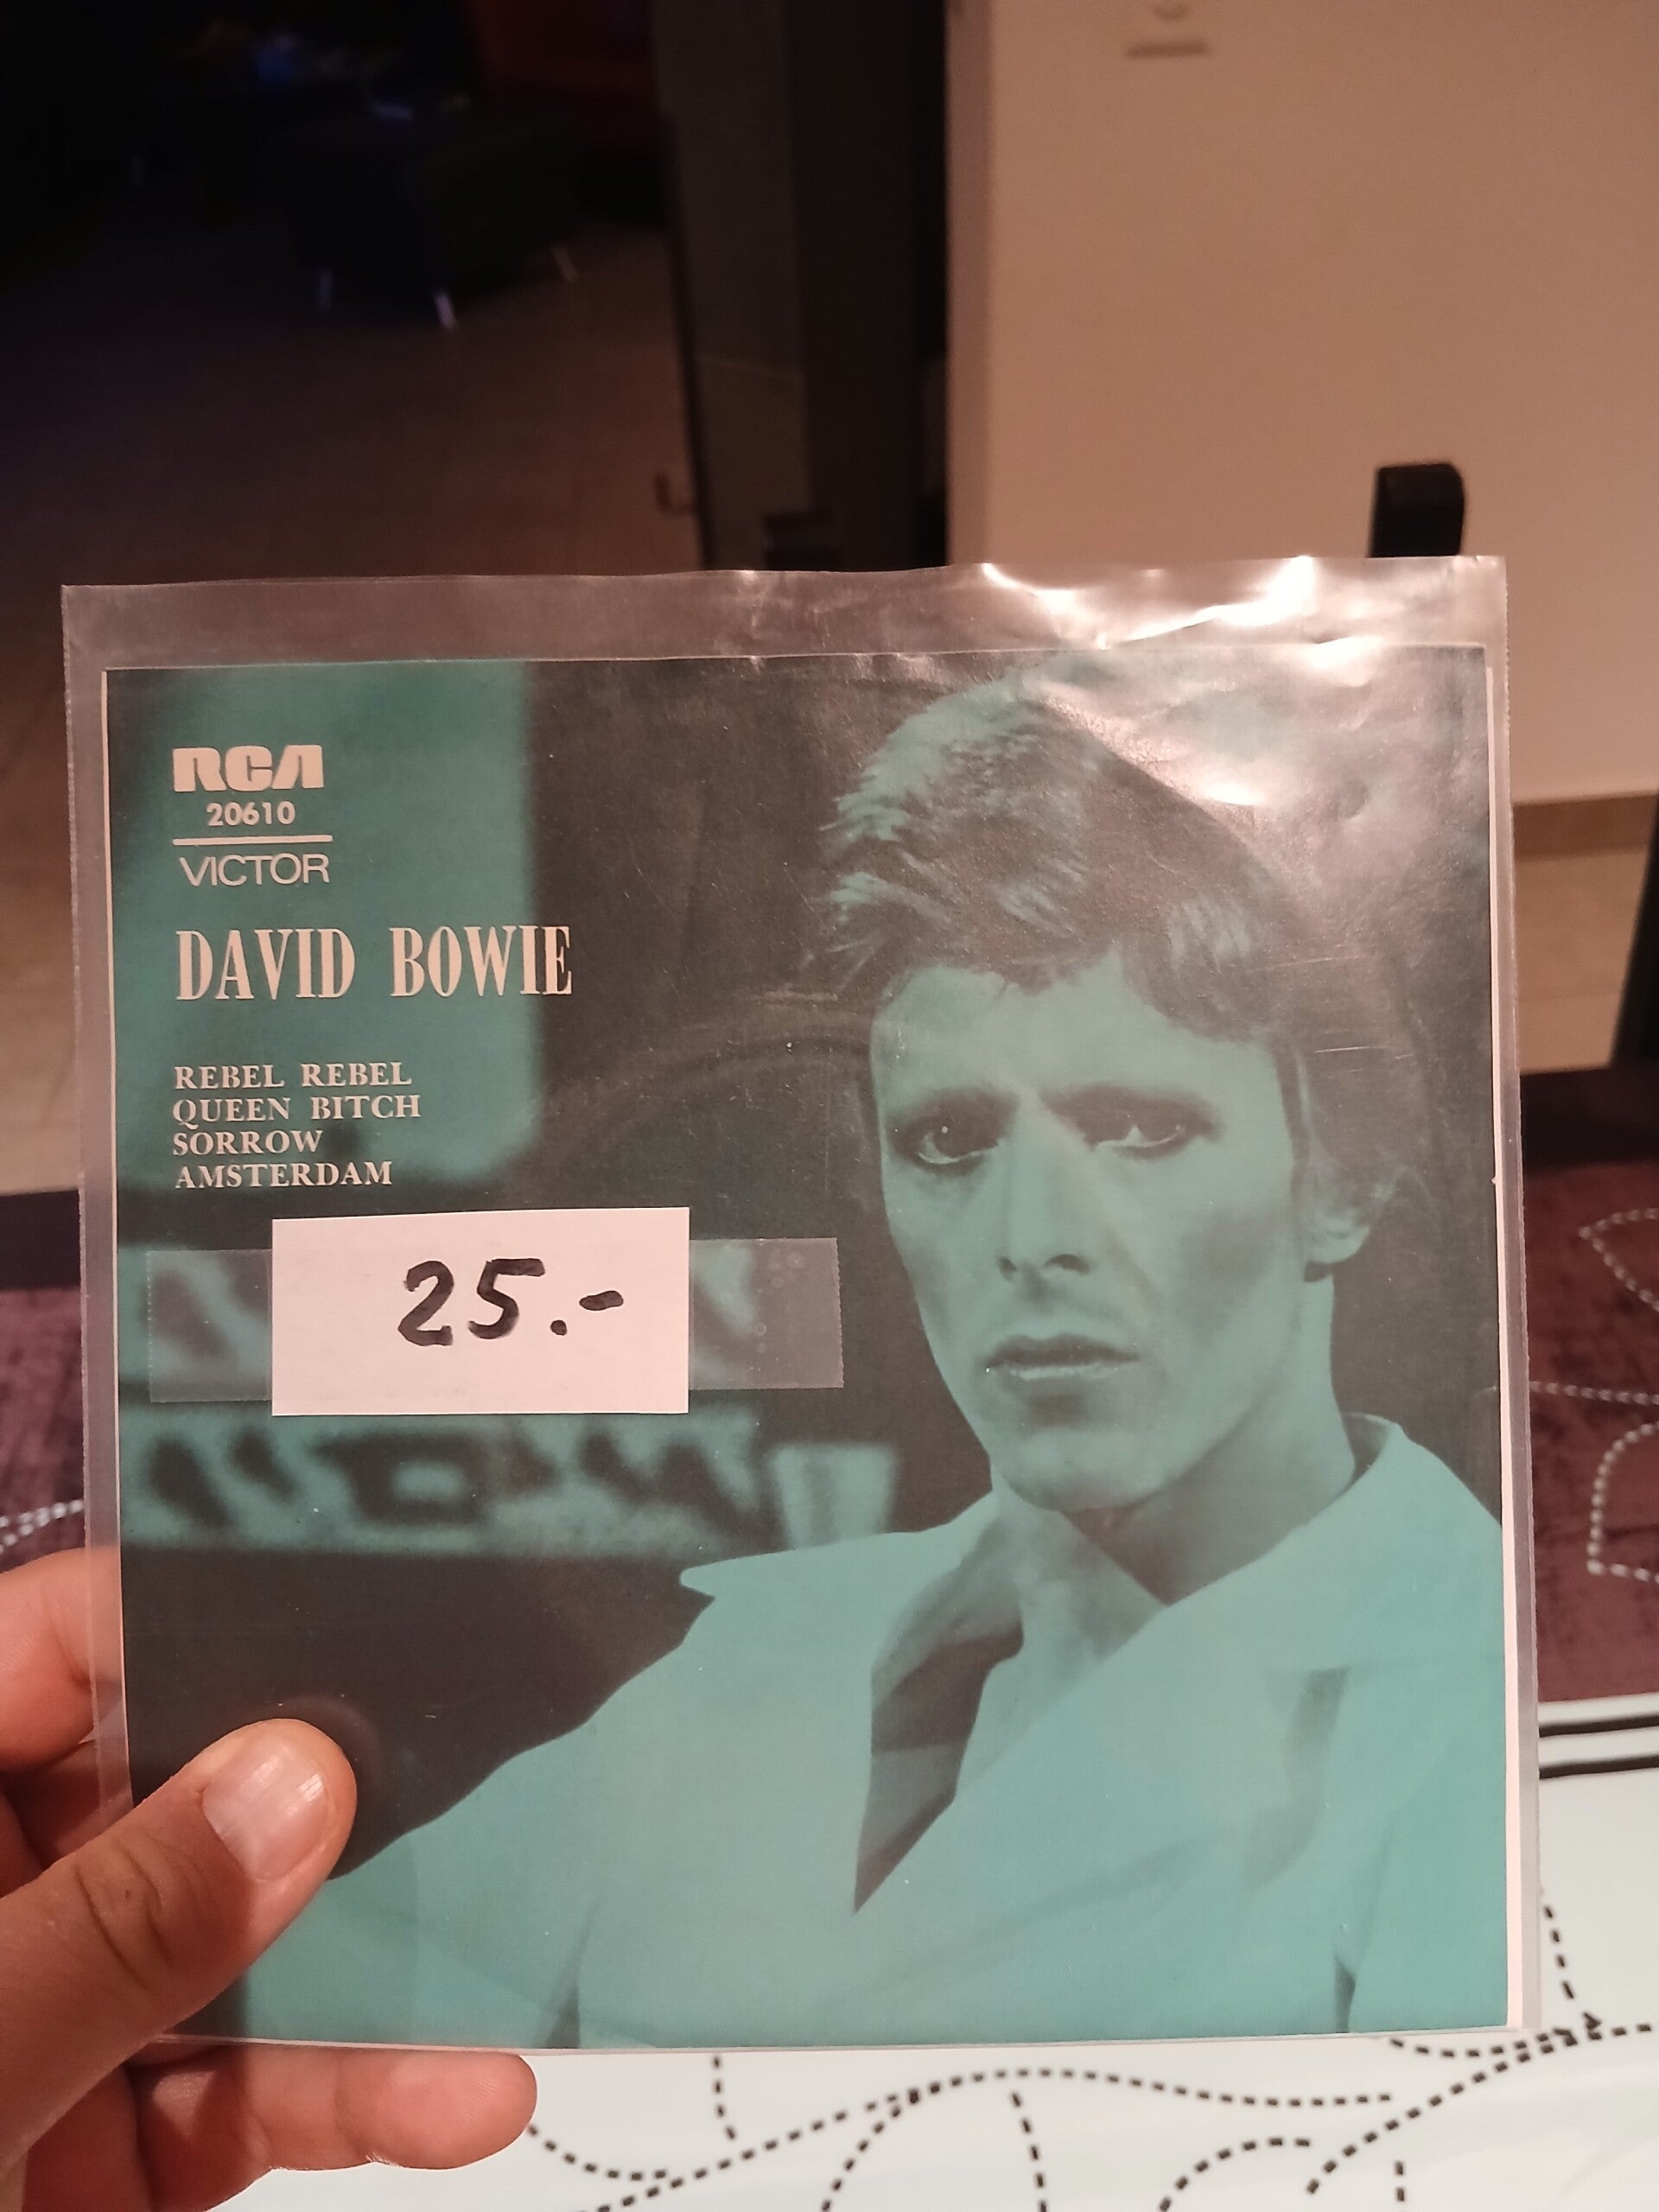 RCA
20610
VICTOR
DAVID BOWIE
REBEL REBEL
QUEEN BITCH
SORROW
AMSTERDAM
25.-